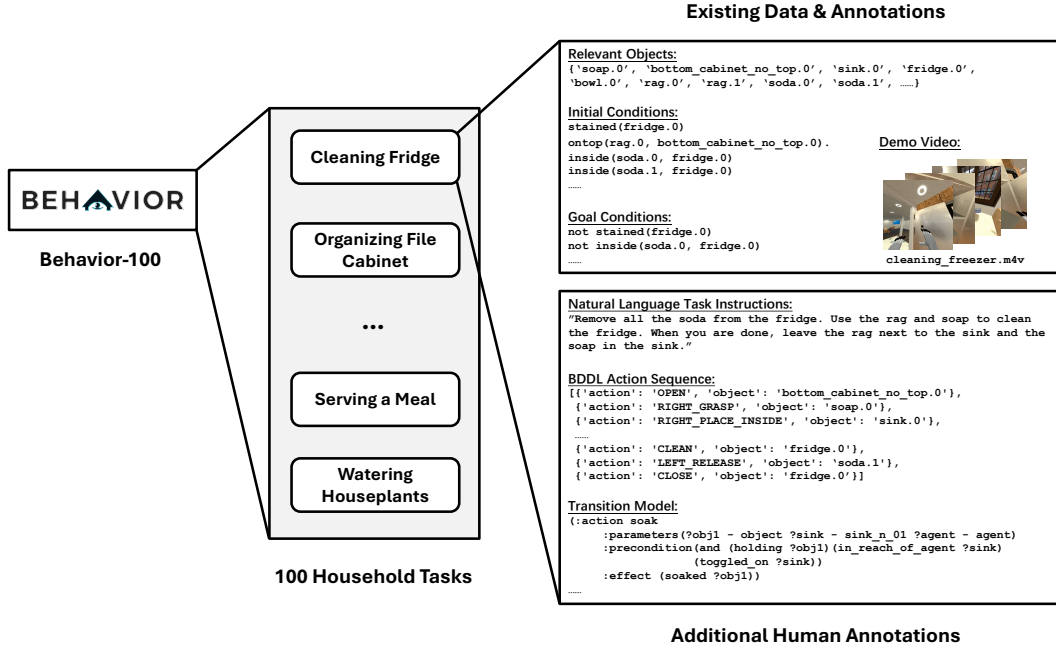 Existing Data & Annotations
BEHAVIOR
Behavior-100
Cleaning Fridge
Organizing File
Cabinet
...
Serving a Meal
Watering
Houseplants
100 Household Tasks
Relevant Objects:
{‘soap.0’, ‘bottom_cabinet_no_top.0’, ‘sink.0’, ‘fridge.0’,
‘bowl.0’, ‘rag.0’, ‘rag.1’, ‘soda.0’, ‘soda.1’, ……}
Initial Conditions:
stained(fridge.0)
ontop(rag.0, bottom_cabinet_no_top.0).
inside(soda.0, fridge.0)
inside(soda.1, fridge.0)
……
Goal Conditions:
not stained(fridge.0)
not inside(soda.0, fridge.0)
……
Demo Video:
cleaning_freezer.m4v
Natural Language Task Instructions:
”Remove all the soda from the fridge. Use the rag and soap to clean
the fridge. When you are done, leave the rag next to the sink and the
soap in the sink.”
BDDL Action Sequence:
[{'action': 'OPEN', 'object': 'bottom_cabinet_no_top.0'},
{'action': 'RIGHT_GRASP', 'object': 'soap.0'},
{'action': 'RIGHT_PLACE_INSIDE', 'object': 'sink.0'},
……
{'action': 'CLEAN', 'object': 'fridge.0'},
{'action': 'LEFT_RELEASE', 'object': ‘soda.1'},
{'action': 'CLOSE', 'object': 'fridge.0’}]
Transition Model:
(:action soak
:parameters(?obj1 - object ?sink - sink_n_01 ?agent - agent)
:precondition(and (holding ?obj1)(in_reach_of_agent ?sink)
(toggled_on ?sink))
:effect (soaked ?obj1))
……
Additional Human Annotations